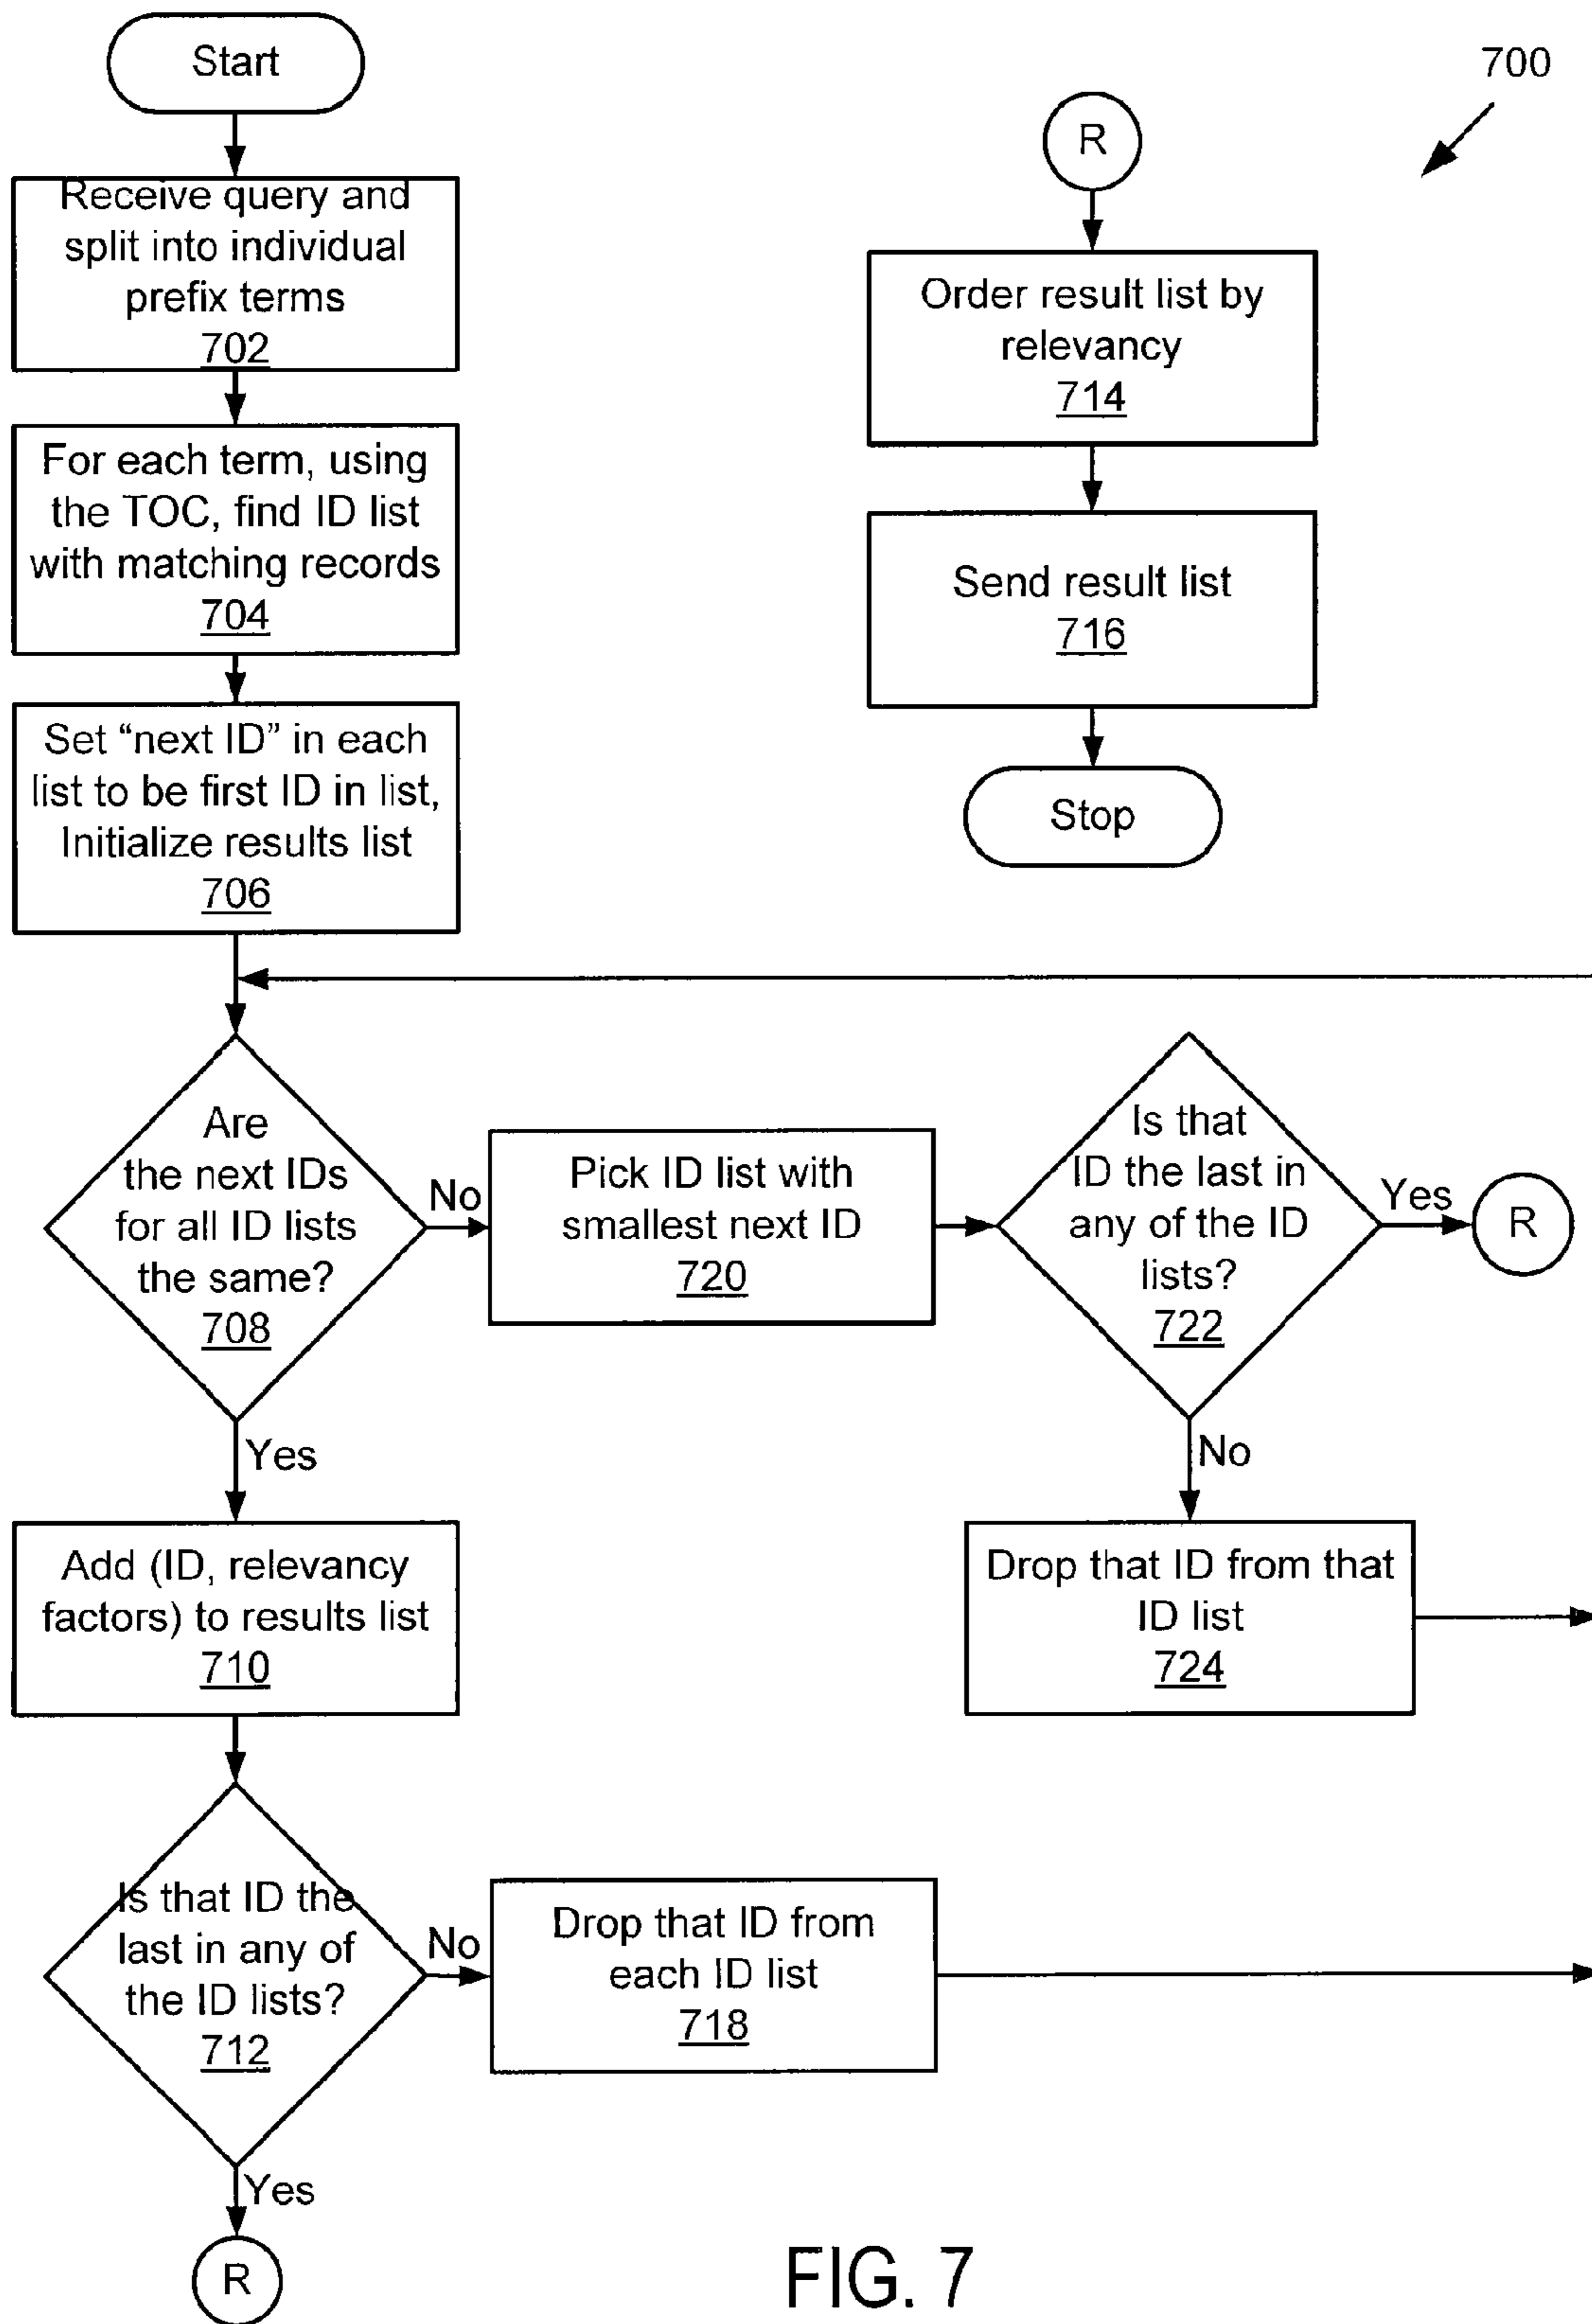 Start
Receive query and
split into individual
prefix terms
702
For each term, using
the TOC, find ID list
with matching records
704
Set “next ID” in each
list to be first ID in list,
Initialize results list
706
700
R
Order result list by
relevancy
714
Send result list
716
Stop
Are
the next IDs
for all ID lists
the same?
708
No
Pick ID list with
smallest next ID
720
Is that
ID the last in
any of the ID
lists?
722
Yes
R
No
Drop that ID from that
ID list
724
Yes
Add (ID, relevancy
factors) to results list
710
Is that ID the
last in any of
the ID lists?
712
No
Drop that ID from
each ID list
718
Yes
R
FIG. 7